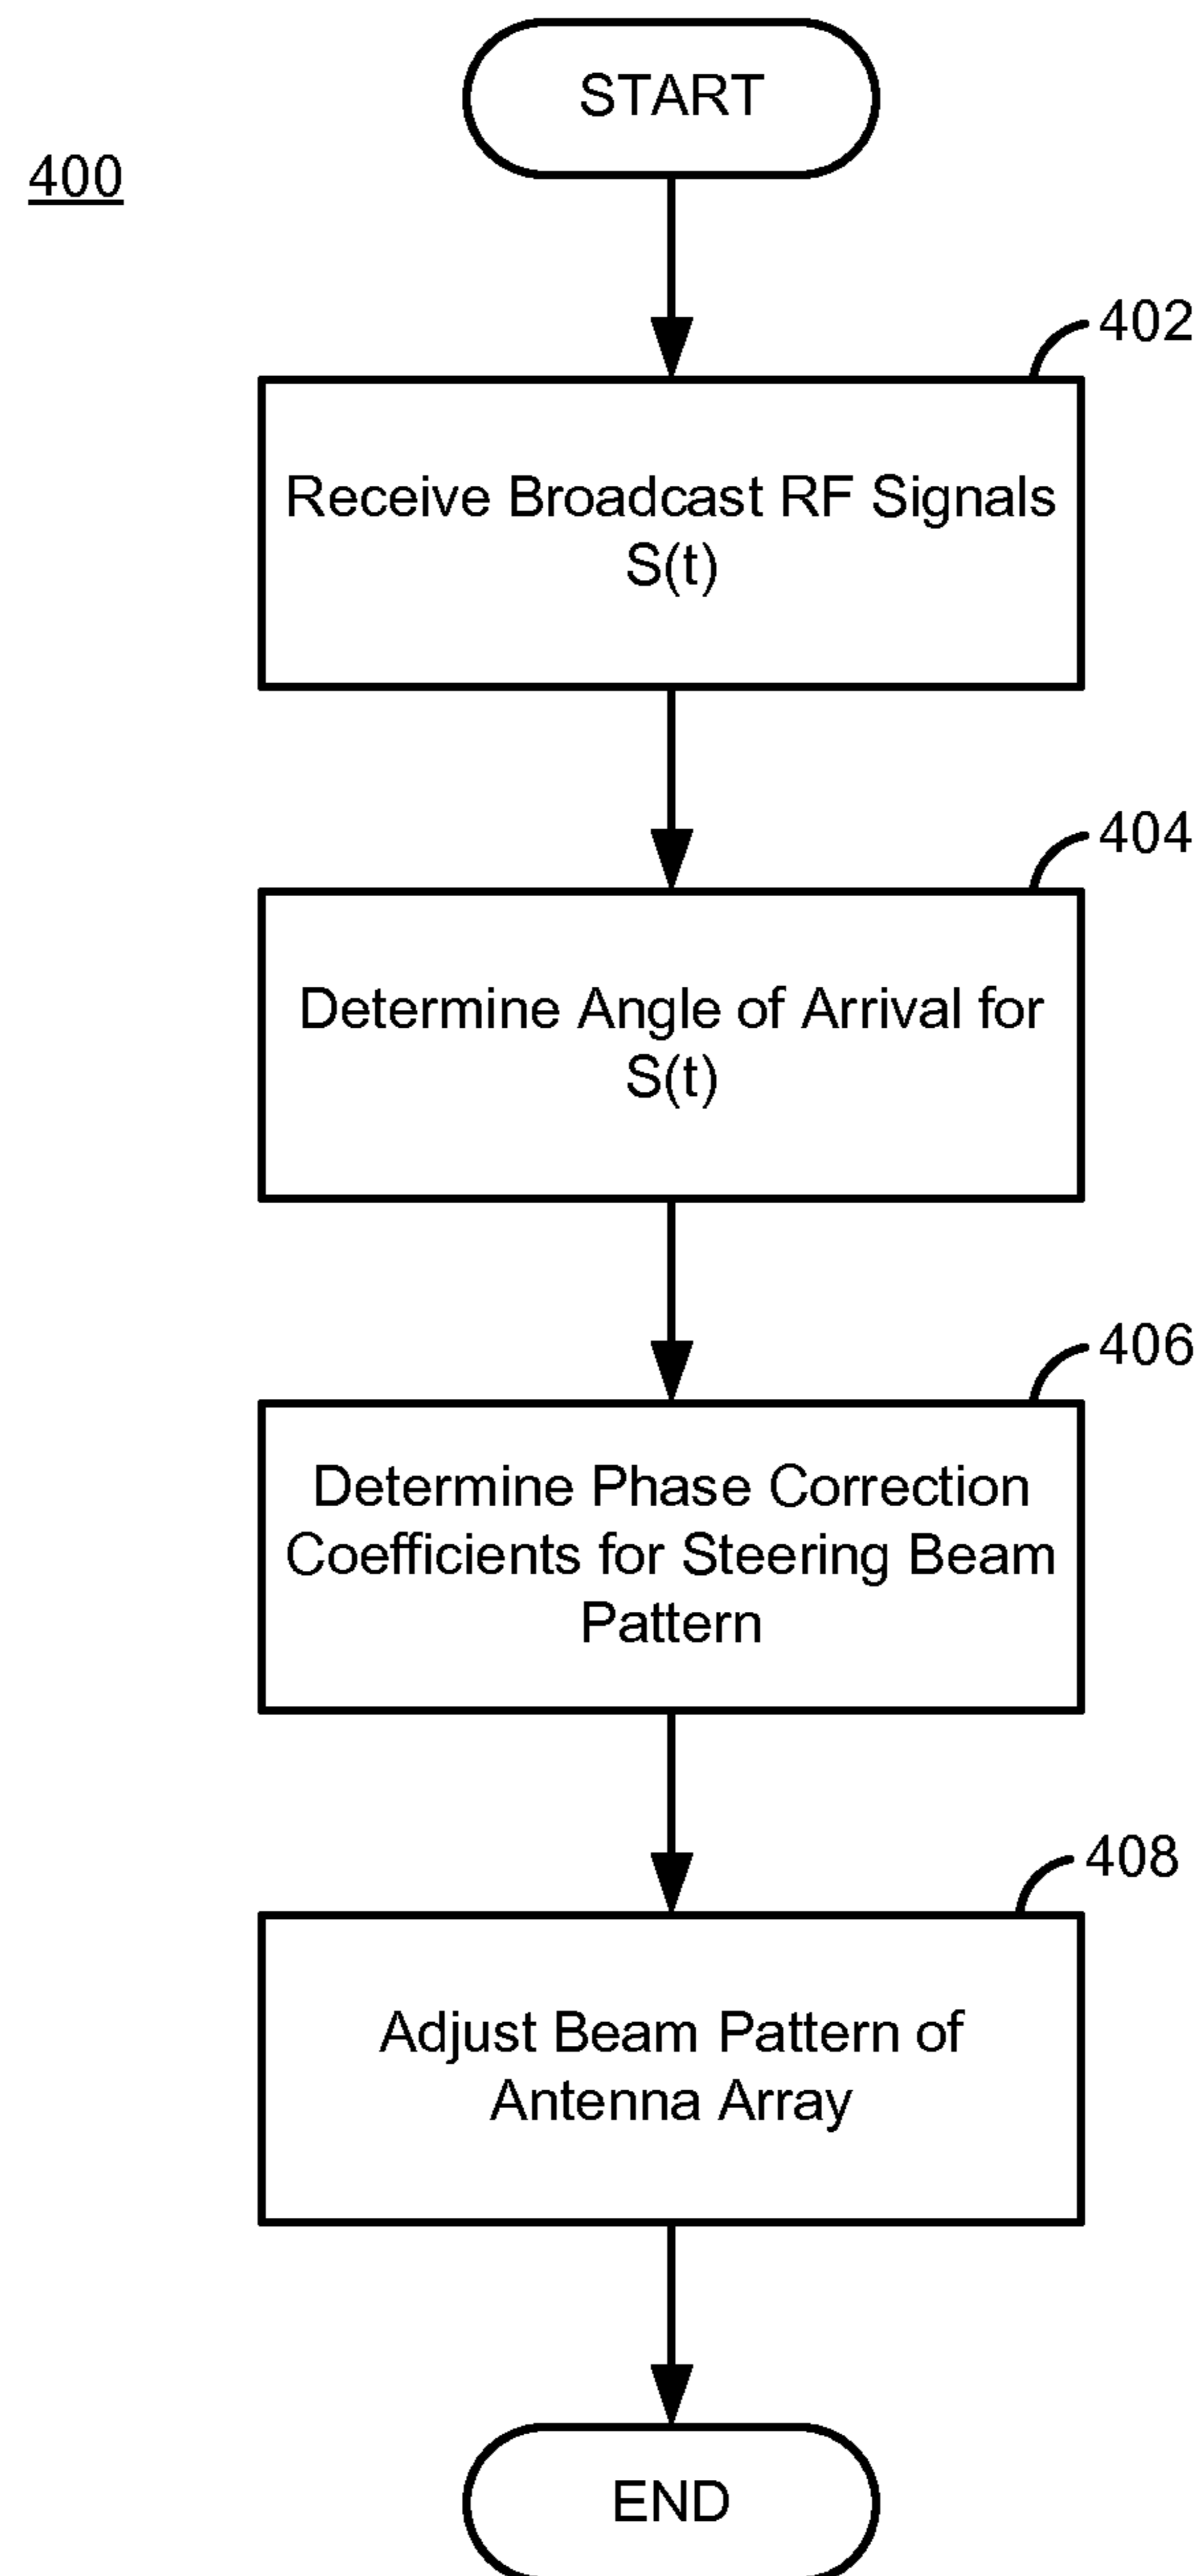 START
400
402
Receive Broadcast RF Signals
S(t)
404
Determine Angle of Arrival for
S(t)
406
Determine Phase Correction
Coefficients for Steering Beam
Pattern
408
Adjust Beam Pattern of
Antenna Array
END